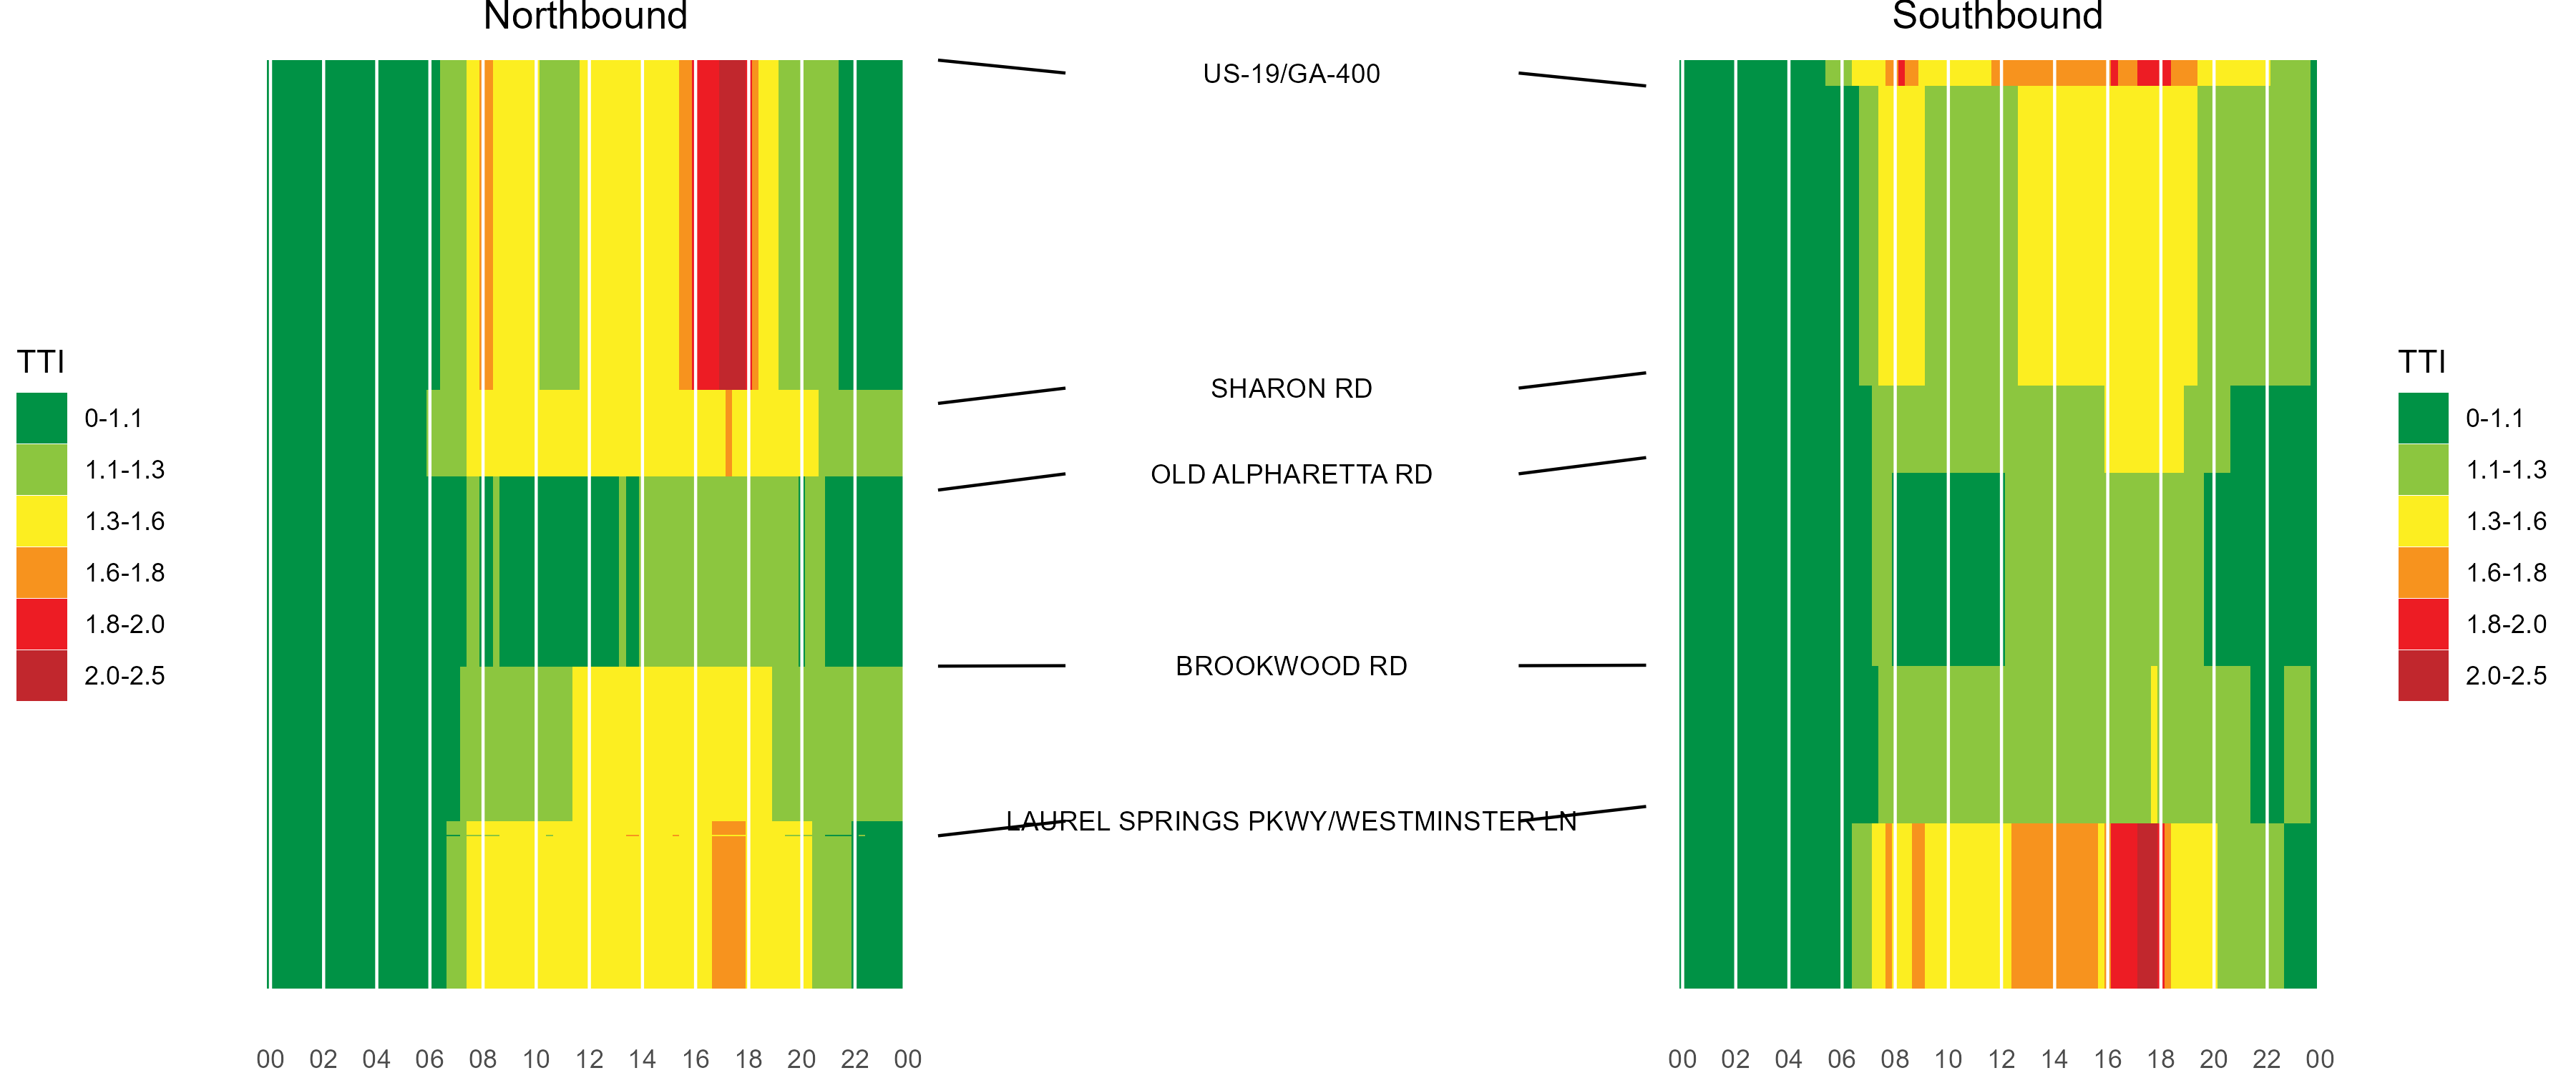 Northbound
Southbound
US-19/GA-400
SHARON RD
OLD ALPHARETTA RD
BROOKWOOD RD
LAUREL SPRINGS PKWY/WESTMINSTER LN
TTI
0-1.1
1.1-1.3
1.3-1.6
1.6-1.8
1.8-2.0
2.0-2.5
TTI
0-1.1
1.1-1.3
1.3-1.6
1.6-1.8
1.8-2.0
2.0-2.5
00 02 04 06 08 10 12 14 16 18 20 22 00
00 02 04 06 08 10 12 14 16 18 20 22 00